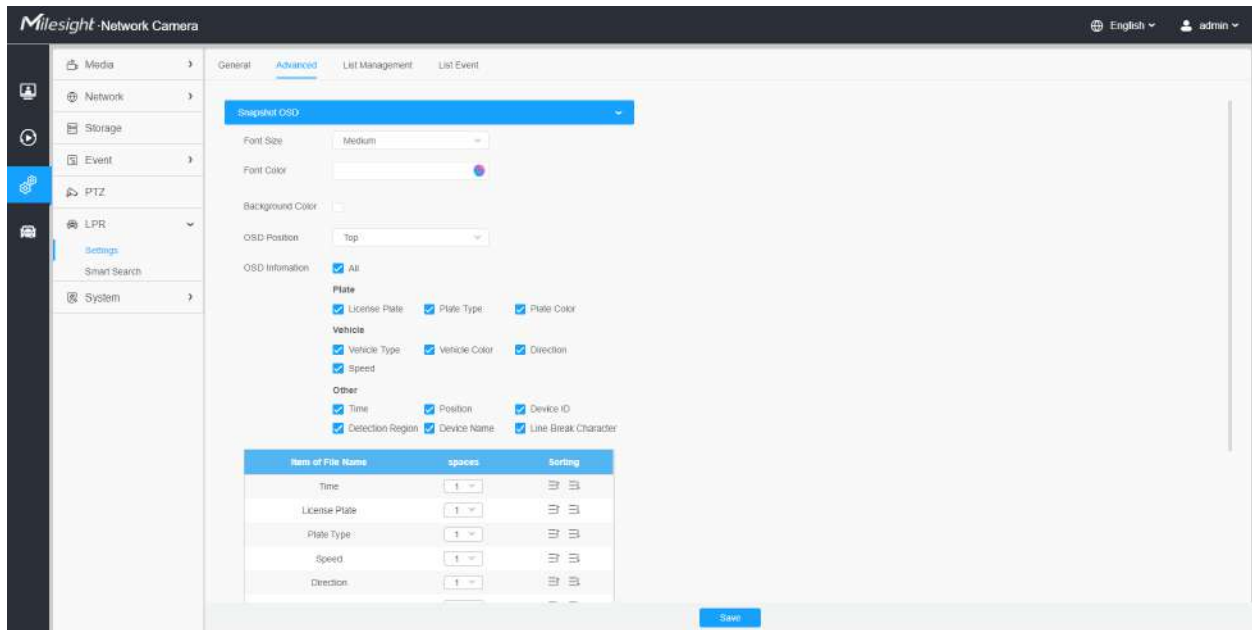 Milesight Network Camera
English
admin
Media
Network
Storage
Event
PTZ
LPR
Settings
Smart Search
System
General Advanced List Management List Event
Snapshot OSD
Font Size Medium
Font Color
Background Color
OSD Position Top
OSD Infomation All
Plate
License Plate Plate Type Plate Color
Vehicle
Vehicle Type Vehicle Color Direction
Speed
Other
Time Position Device ID
Detection Region Device Name Line Break Character
Item of File Name spaces Sorting
Time 1
License Plate 1
Plate Type 1
Speed 1
Direction 1
Save